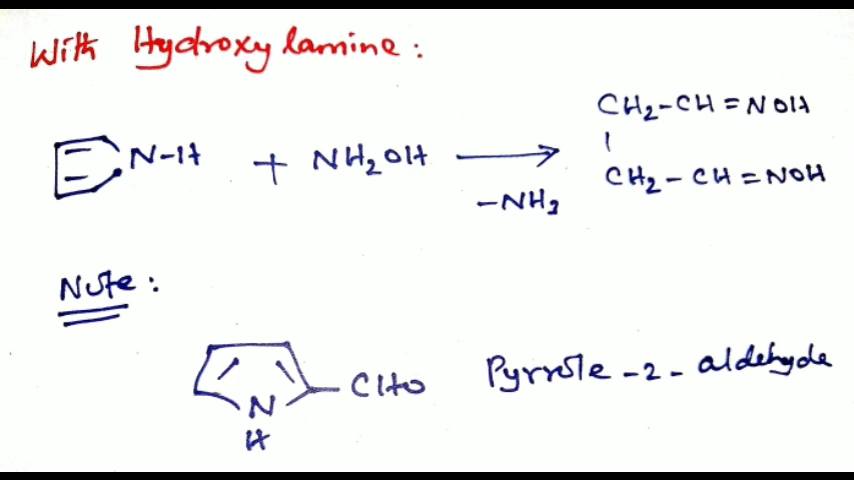 With Hydroxylamine:
CH2-CH=NOH
|
N-H + NH2OH → CH2-CH=NOH
-NH3
Note:
CHO Pyrrole-2-aldehyde
N
H